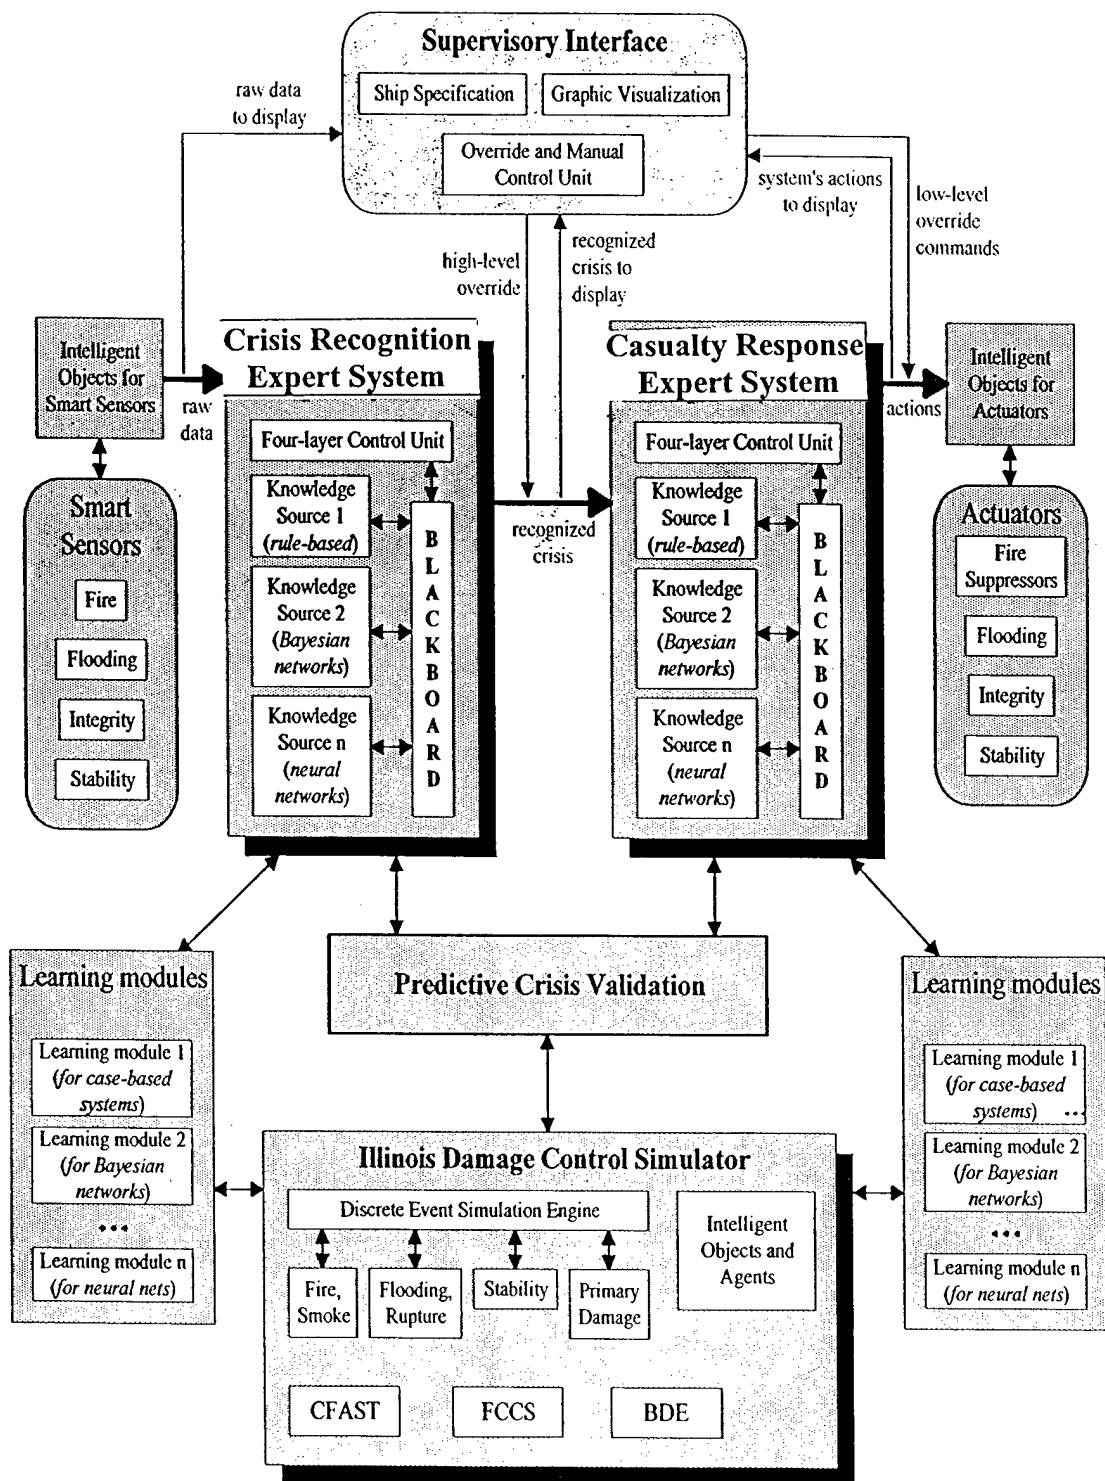 Supervisory Interface
Ship Specification
Graphic Visualization
Override and Manual
Control Unit
raw data
to display
system's actions
to display
low-level
override
commands
high-level
override
recognized
crisis to
display
Intelligent
Objects for
Smart Sensors
raw
data
Crisis Recognition
Expert System
Four-layer Control Unit
Knowledge
Source 1
(rule-based)
Knowledge
Source 2
(Bayesian
networks)
Knowledge
Source n
(neural
networks)
B
L
A
C
K
B
O
A
R
D
recognized
crisis
Casualty Response
Expert System
Four-layer Control Unit
Knowledge
Source 1
(rule-based)
Knowledge
Source 2
(Bayesian
networks)
Knowledge
Source n
(neural
networks)
B
L
A
C
K
B
O
A
R
D
actions
Intelligent
Objects for
Actuators
Smart
Sensors
Fire
Flooding
Integrity
Stability
Actuators
Fire
Suppressors
Flooding
Integrity
Stability
Learning modules
Learning module 1
(for case-based
systems)
Learning module 2
(for Bayesian
networks)
...
Learning module n
(for neural nets)
Predictive Crisis Validation
Learning modules
Learning module 1
(for case-based
systems) ...
Learning module 2
(for Bayesian
networks)
...
Learning module n
(for neural nets)
Illinois Damage Control Simulator
Discrete Event Simulation Engine
Fire,
Smoke
Flooding,
Rupture
Stability
Primary
Damage
Intelligent
Objects and
Agents
CFAST
FCCS
BDE